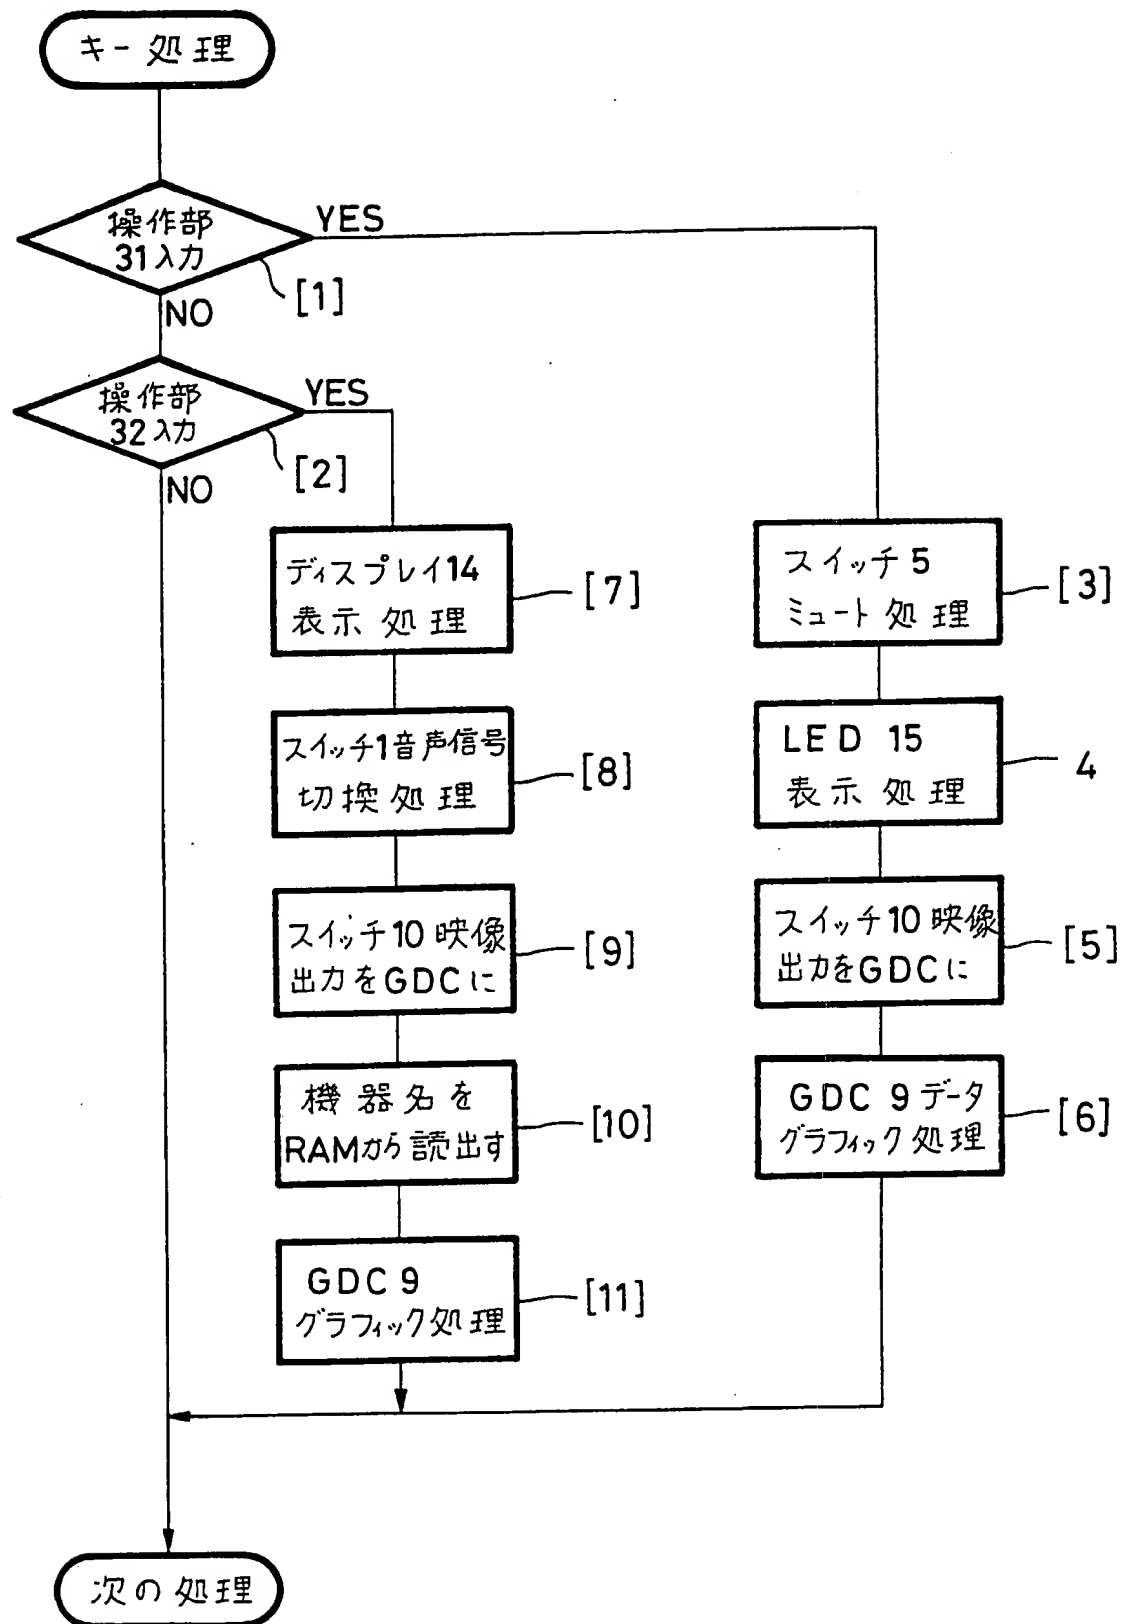 キー処理
操作部
31入力
YES
[1]
NO
操作部
32入力
YES
[2]
NO
ディスプレイ14
表示処理
[7]
スイッチ1音声信号
切換処理
[8]
スイッチ10映像
出力をGDCに
[9]
機器名を
RAMから読出す
[10]
GDC 9
グラフィック処理
[11]
スイッチ5
ミュート処理
[3]
LED 15
表示処理
4
スイッチ10映像
出力をGDCに
[5]
GDC 9データ
グラフィック処理
[6]
次の処理